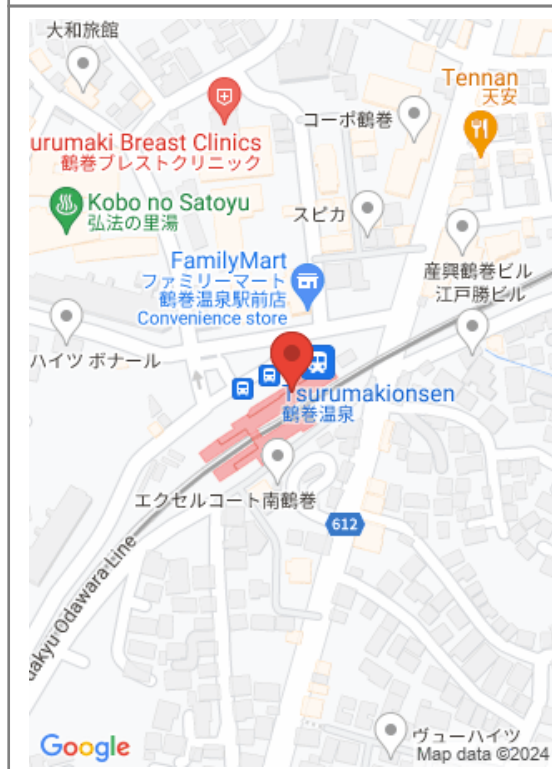 大和旅館
Tennan
天安
urumaki Breast Clinics
鶴巻ブレストクリニック
コーポ鶴巻
Kobo no Satoyu
弘法の里湯
スピカ
FamilyMart
ファミリーマート
鶴巻温泉駅前店
Convenience store
産興鶴巻ビル
江戸勝ビル
ハイツ ボナール
Tsurumakionsen
鶴巻温泉
エクセルコート南鶴巻
612
akyu Odawara Line
ヴューハイツ
Google
Map data ©2024